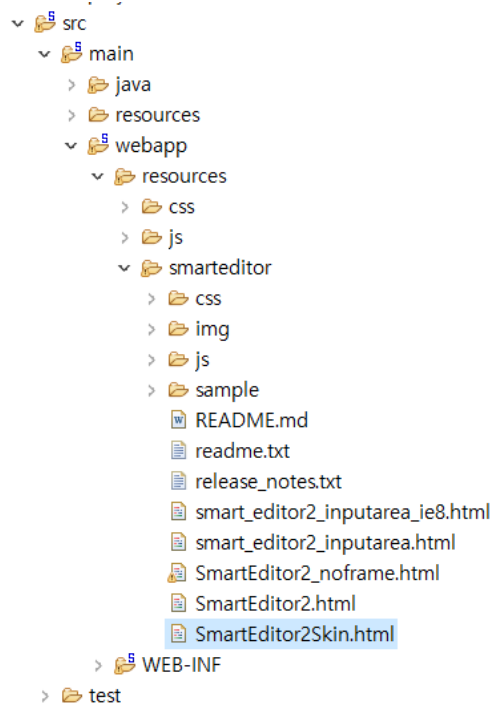 src
main
java
resources
webapp
resources
css
js
smarteditor
css
img
js
sample
README.md
readme.txt
release_notes.txt
smart_editor2_inputarea_ie8.html
smart_editor2_inputarea.html
SmartEditor2_noframe.html
SmartEditor2.html
SmartEditor2Skin.html
WEB-INF
test